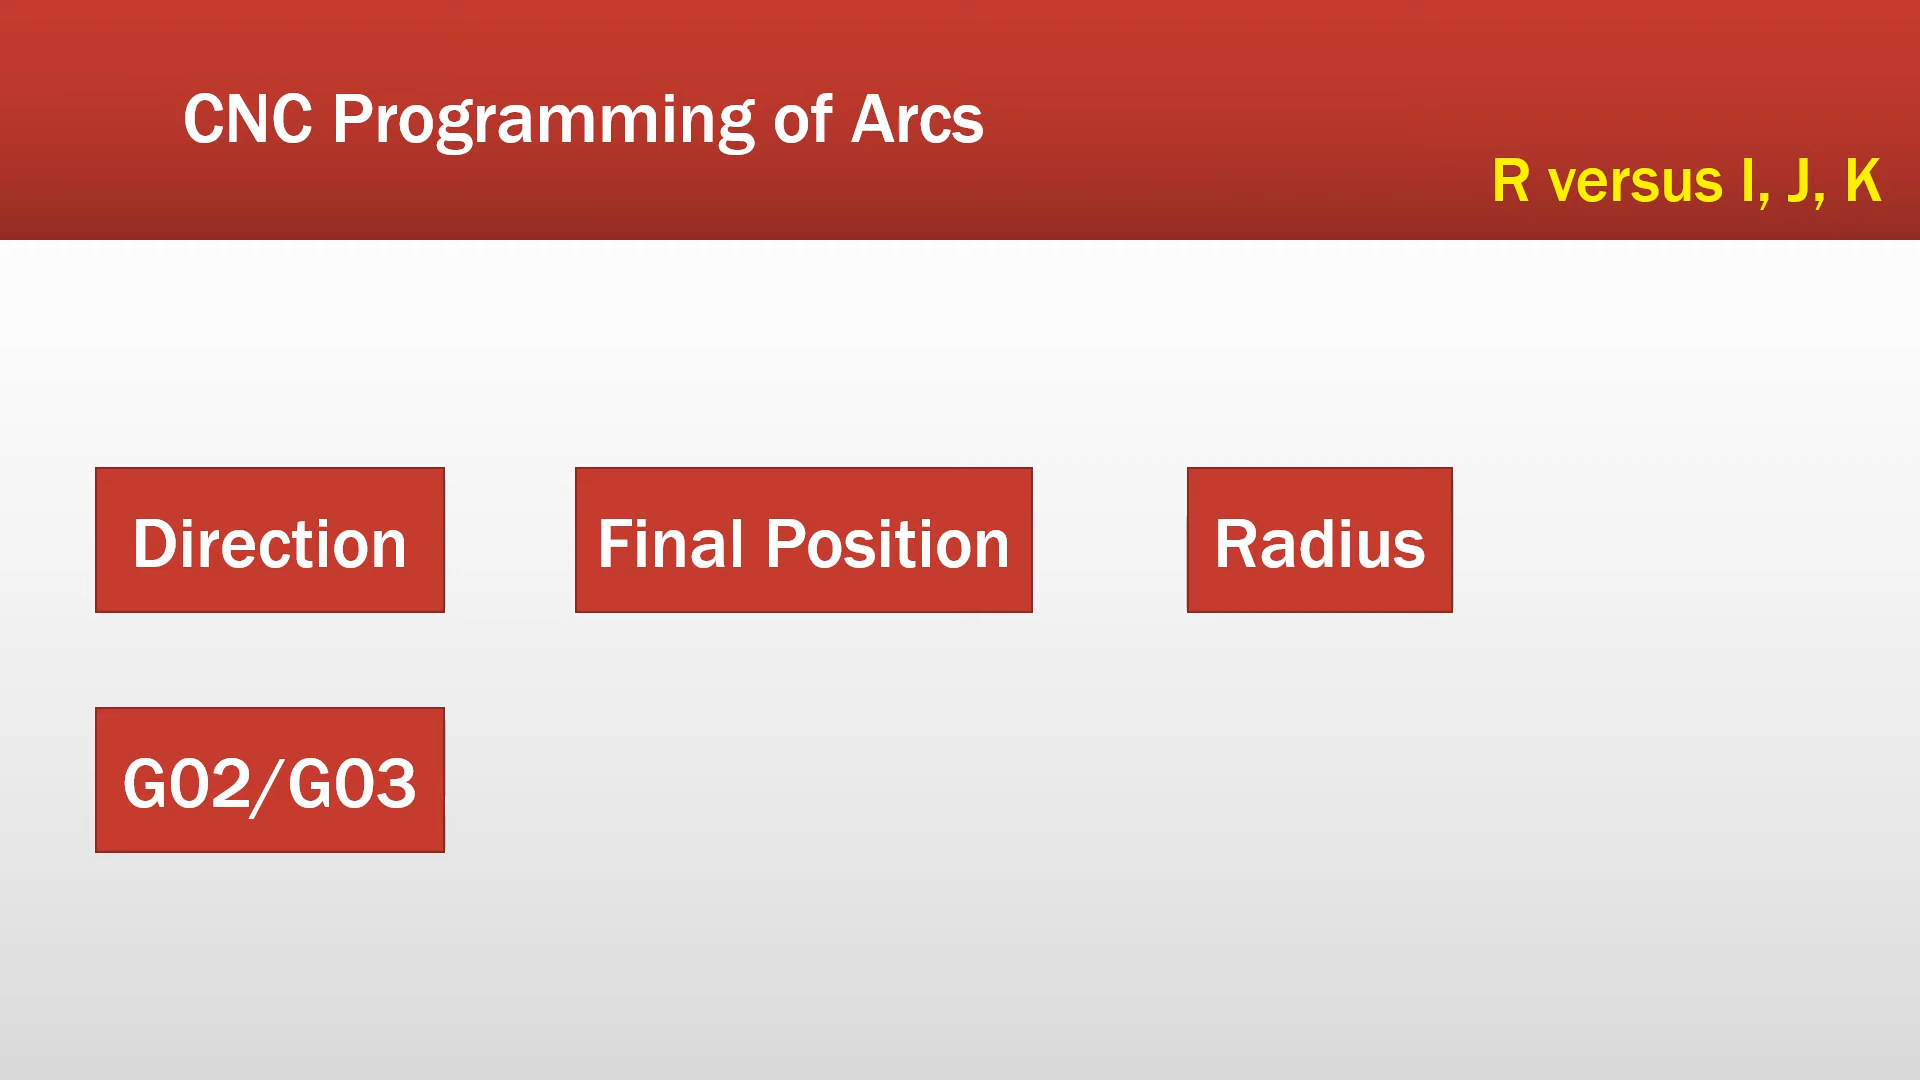 CNC Programming of Arcs
R versus I, J, K
Direction
Final Position
Radius
G02/G03